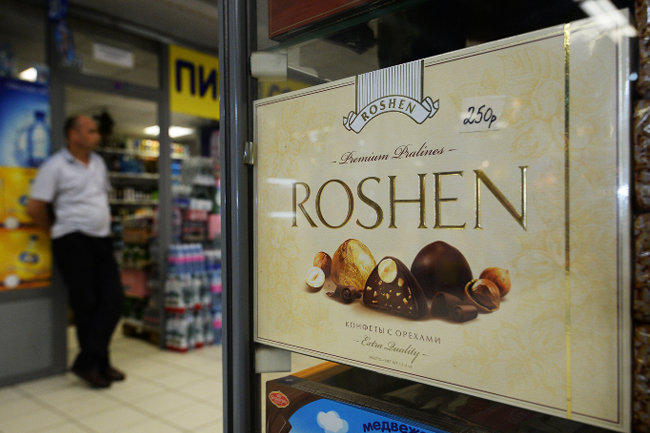 ПИ
ROSHEN
250р
Premium Pralines
ROSHEN
КОНФЕТЫ С ОРЕХАМИ
Extra Quality
медвеж